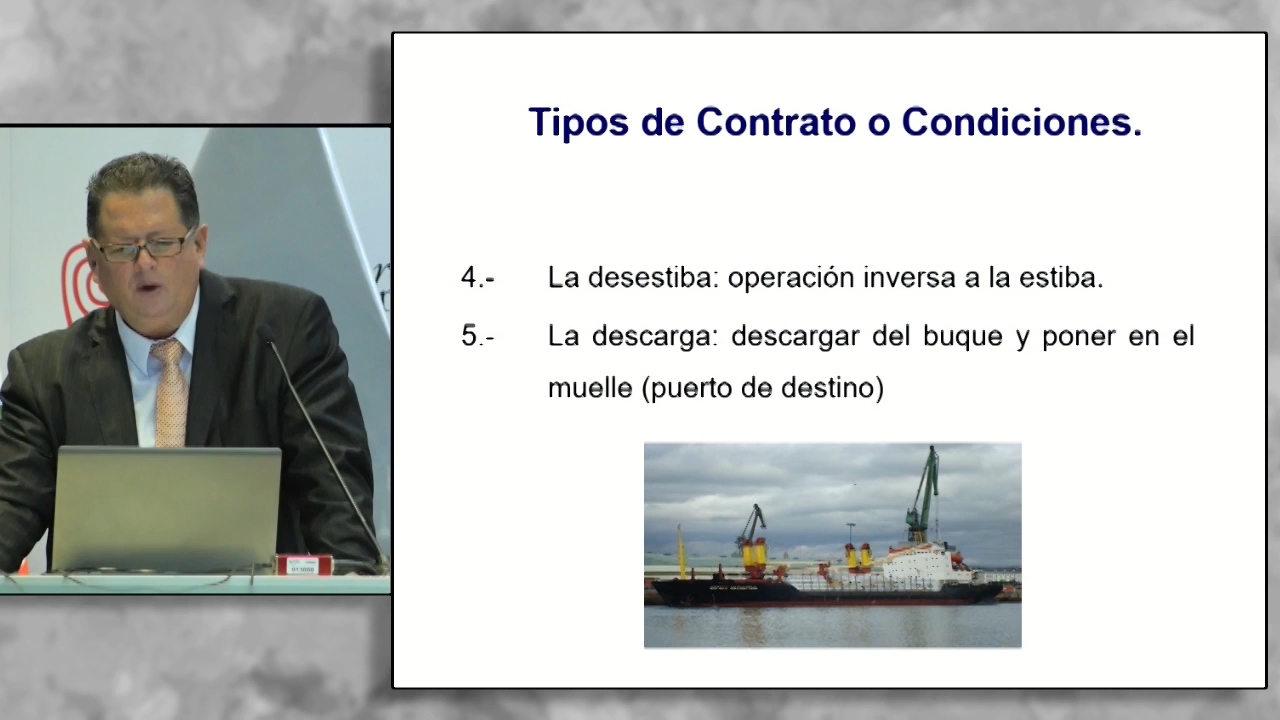 Tipos de Contrato o Condiciones.
4.- La desestiba: operación inversa a la estiba.
5.- La descarga: descargar del buque y poner en el
muelle (puerto de destino)